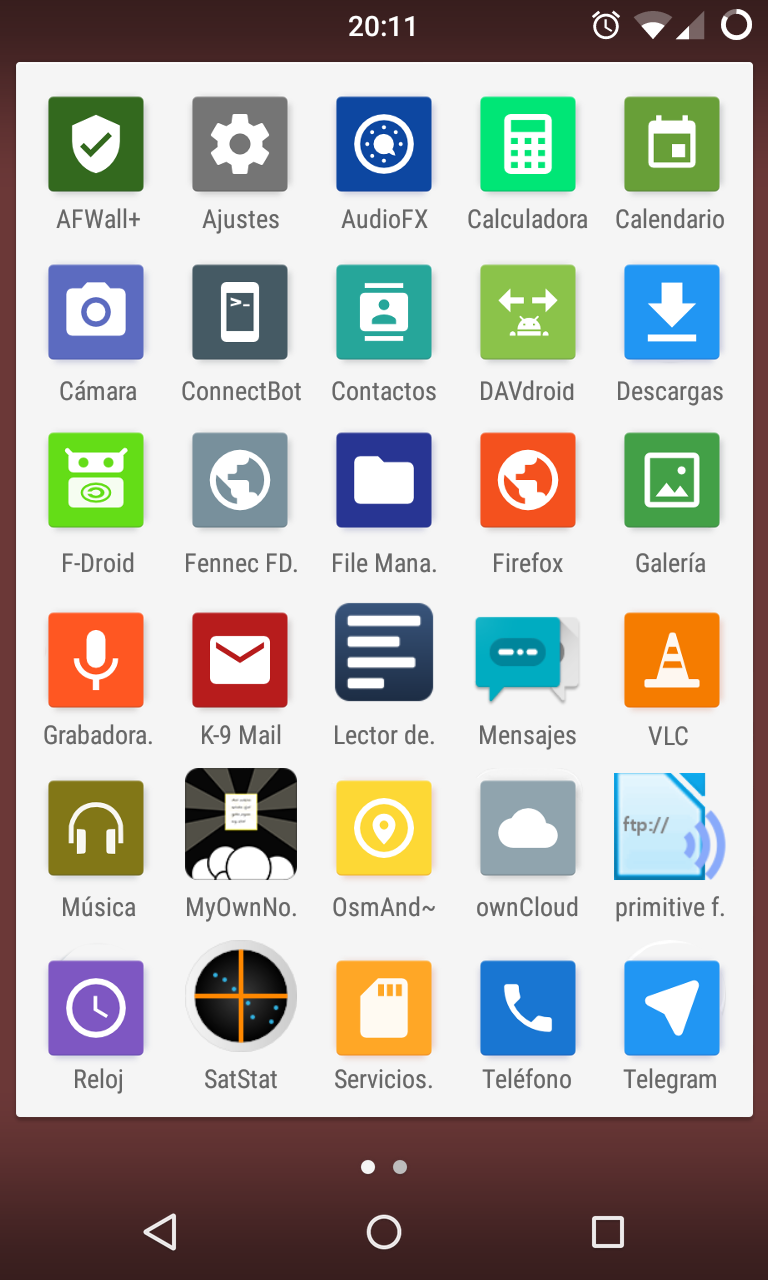 20:11
AFWall+
Ajustes
AudioFX
Calculadora
Calendario
Cámara
ConnectBot
Contactos
DAVdroid
Descargas
F-Droid
Fennec FD.
File Mana.
Firefox
Galería
Grabadora.
K-9 Mail
Lector de.
Mensajes
VLC
ftp://
Música
MyOwnNo.
OsmAnd~
ownCloud
primitive f.
Reloj
SatStat
Servicios.
Teléfono
Telegram